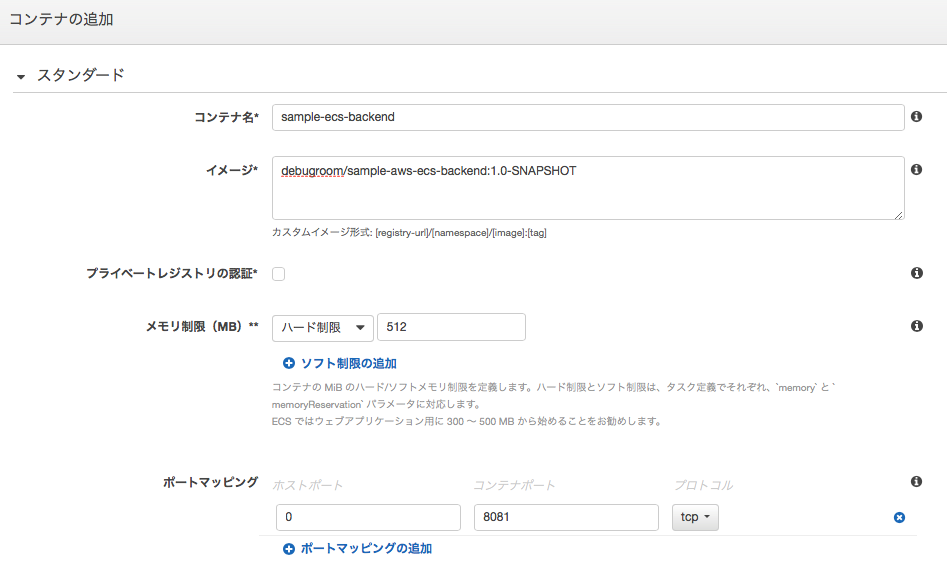 コンテナの追加
スタンダード
コンテナ名* sample-ecs-backend
イメージ* debugroom/sample-aws-ecs-backend:1.0-SNAPSHOT
カスタムイメージ形式: [registry-url]/[namespace]/[image]:[tag]
プライベートレジストリの認証*
メモリ制限（MB）** ハード制限 512
ソフト制限の追加
コンテナの MiB のハード/ソフトメモリ制限を定義します。ハード制限とソフト制限は、タスク定義でそれぞれ、`memory` と `
memoryReservation` パラメータに対応します。
ECS ではウェブアプリケーション用に 300 ～ 500 MB から始めることをお勧めします。
ポートマッピング ホストポート コンテナポート プロトコル
0 8081 tcp
ポートマッピングの追加